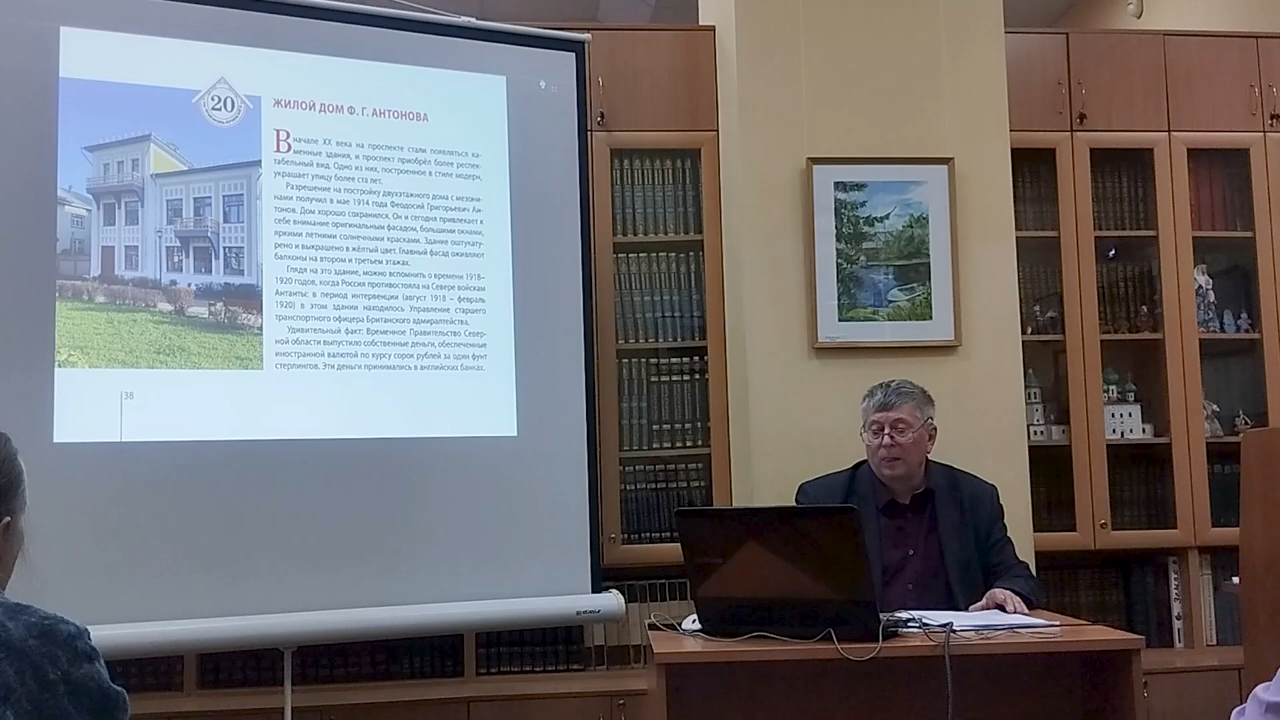 20
ЖИЛОЙ ДОМ Ф. Г. АНТОНОВА
В начале XX века на проспекте стали появляться ка-
менные здания, и проспект приобрёл более респек-
табельный вид. Одно из них, построенное в стиле модерн,
украшает улицу более ста лет.
Разрешение на постройку двухэтажного дома с мезони-
нами получил в мае 1914 года Феодосий Григорьевич Ан-
тонов. Дом хорошо сохранился. Он и сегодня привлекает к
себе внимание оригинальным фасадом, большими окнами,
яркими летними солнечными красками. Здание оштукату-
рено и выкрашено в жёлтый цвет. Главный фасад оживляют
балконы на втором и третьем этажах.
Глядя на это здание, можно вспомнить о времени 1918–
1920 годов, когда Россия противостояла на Севере войскам
Антанты: в период интервенции (август 1918 – февраль
1920) в этом здании находилось Управление старшего
транспортного офицера Британского адмиралтейства.
Удивительный факт: Временное Правительство Север-
ной области выпустило собственные деньги, обеспеченные
иностранной валютой по курсу сорок рублей за один фунт
стерлингов. Эти деньги принимались в английских банках.
38